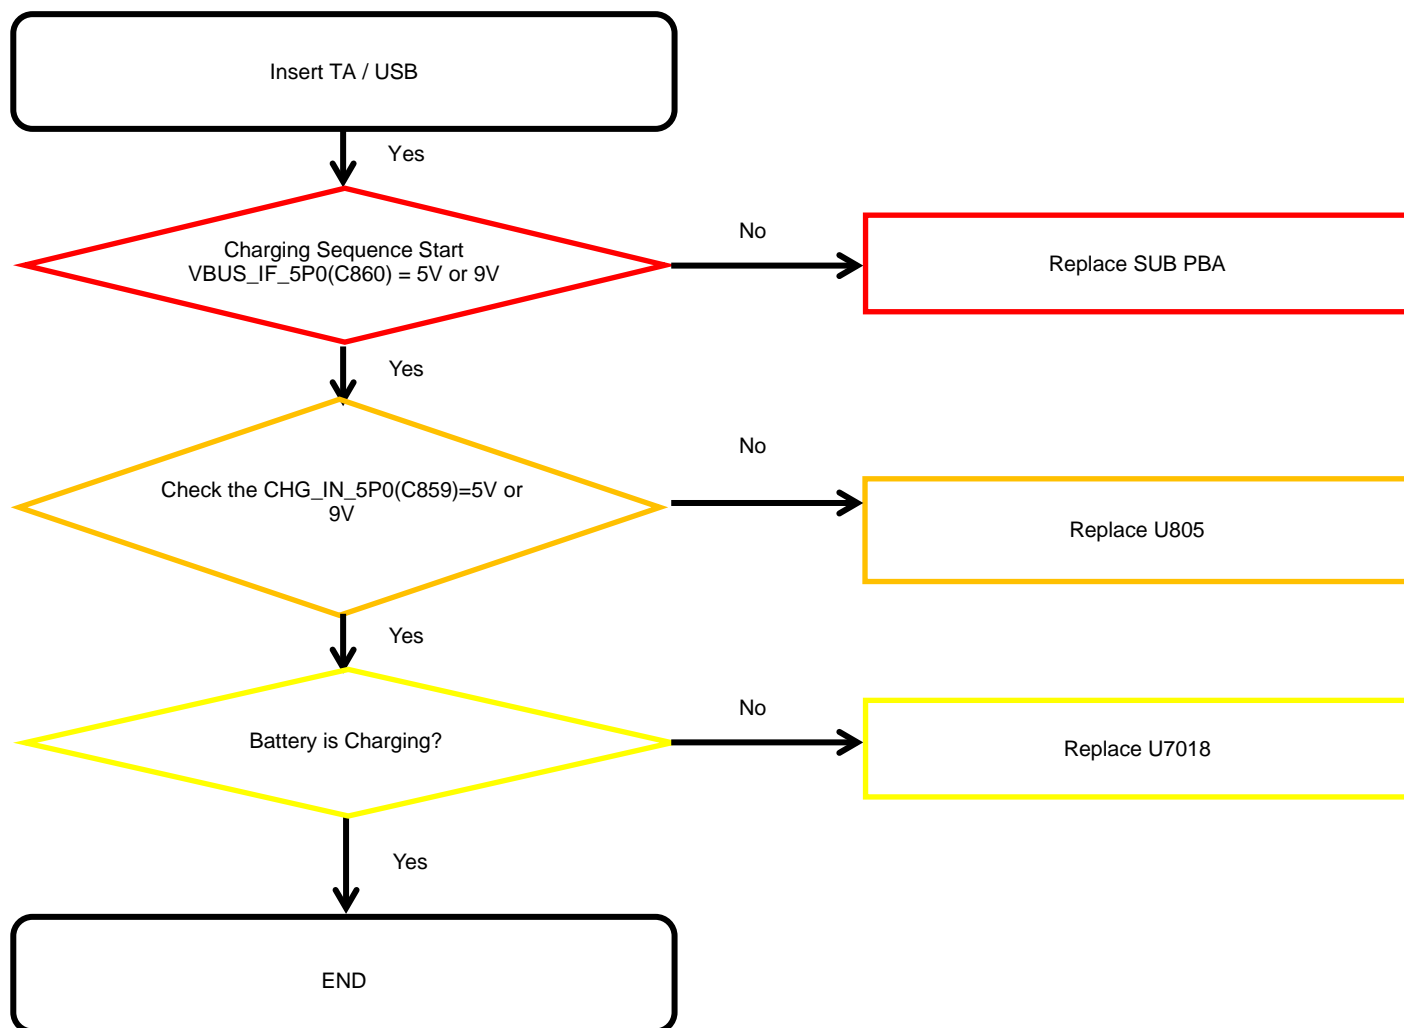 Insert TA / USB
Yes
Charging Sequence Start
VBUS_IF_5P0(C860) = 5V or 9V
No
Replace SUB PBA
Yes
Check the CHG_IN_5P0(C859)=5V or
9V
No
Replace U805
Yes
Battery is Charging?
No
Replace U7018
Yes
END